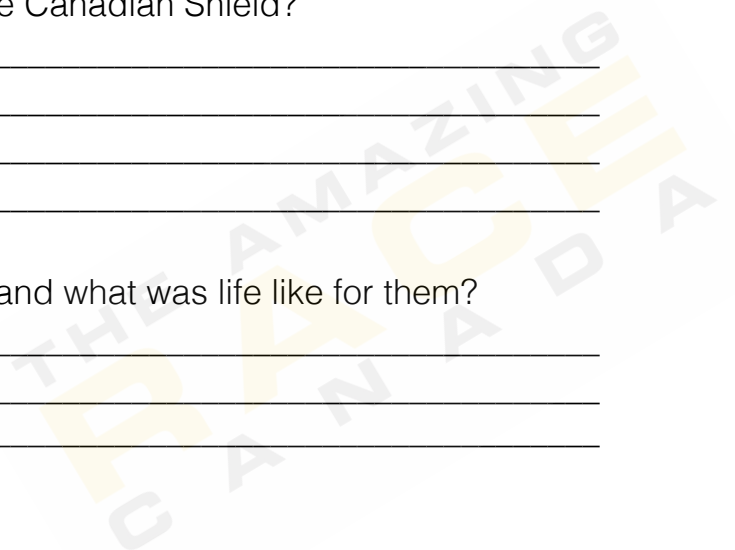 e Canadian Shield?
and what was life like for them?
THE AMAZING
RACE
CANADA